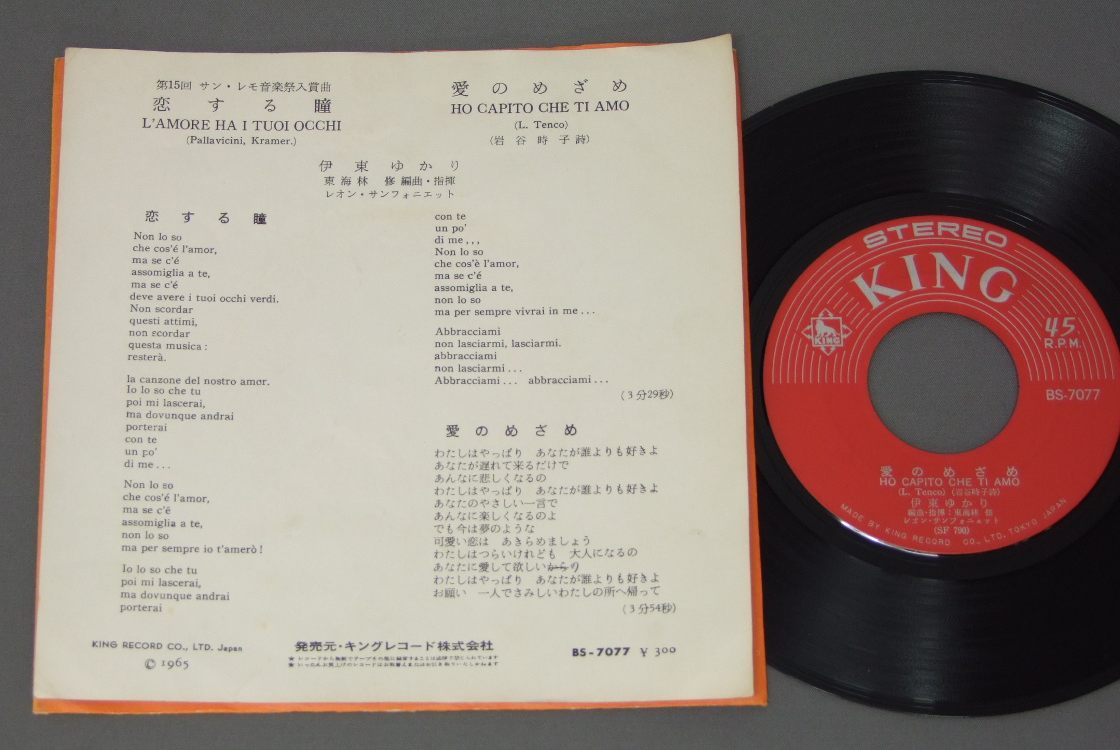 第15回 サン・レモ音楽祭入賞曲
恋する瞳
L'AMORE HA I TUOI OCCHI
(Pallavicini, Kramer.)
愛のめざめ
HO CAPITO CHE TI AMO
(L. Tenco)
(岩谷時子詩)
伊東ゆかり
東海林 修 編曲・指揮
レオン・サンフォニエット
恋する瞳
Non lo so
che cos'é l'amor,
ma se c'é
assomiglia a te,
ma se c'é
deve avere i tuoi occhi verdi.
Non scordar
questi attimi,
non scordar
questa musica :
resterà.
la canzone del nostro amor.
Io lo so che tu
poi mi lascerai,
ma dovunque andrai
porterai
con te
un po'
di me...
Non lo so
che cos'é l'amor,
ma se c'é
assomiglia a te,
non lo so
ma per sempre io t'amerò !
Io lo so che tu
poi mi lascerai,
ma dovunque andrai
porterai
con te
un po'
di me , , ,
Non lo so
che cos'è l'amor,
ma se c'é
assomiglia a te,
non lo so
ma per sempre vivrai in me ...
Abbracciami
non lasciarmi, lasciarmi.
abbracciami
non lasciarmi ...
Abbracciami ... abbracciami ...
(3分29秒)
愛のめざめ
わたしはやっぱり あなたが誰よりも好きよ
あなたが遅れて来るだけで
あんなに悲しくなるの
わたしはやっぱり あなたが誰よりも好きよ
あなたのやさしい一言で
あんなに楽しくなるのよ
でも今は夢のような
可愛い恋は あきらめましょう
わたしはつらいけれども 大人になるの
あなたに愛して欲しいから
わたしはやっぱり あなたが誰よりも好きよ
お願い 一人でさみしいわたしの所へ帰って
(3分54秒)
KING RECORD CO., LTD. Japan
© 1965
発売元・キングレコード株式会社
BS-7077 ¥300
STEREO
KING
KING
45
R.P.M.
BS-7077
愛のめざめ
HO CAPITO CHE TI AMO
(L. Tenco) (岩谷時子詩)
伊東ゆかり
編曲・指揮：東海林 修
レオン・サンフォニエット
(SF 790)
MADE BY KING RECORD CO., LTD. TOKYO JAPAN